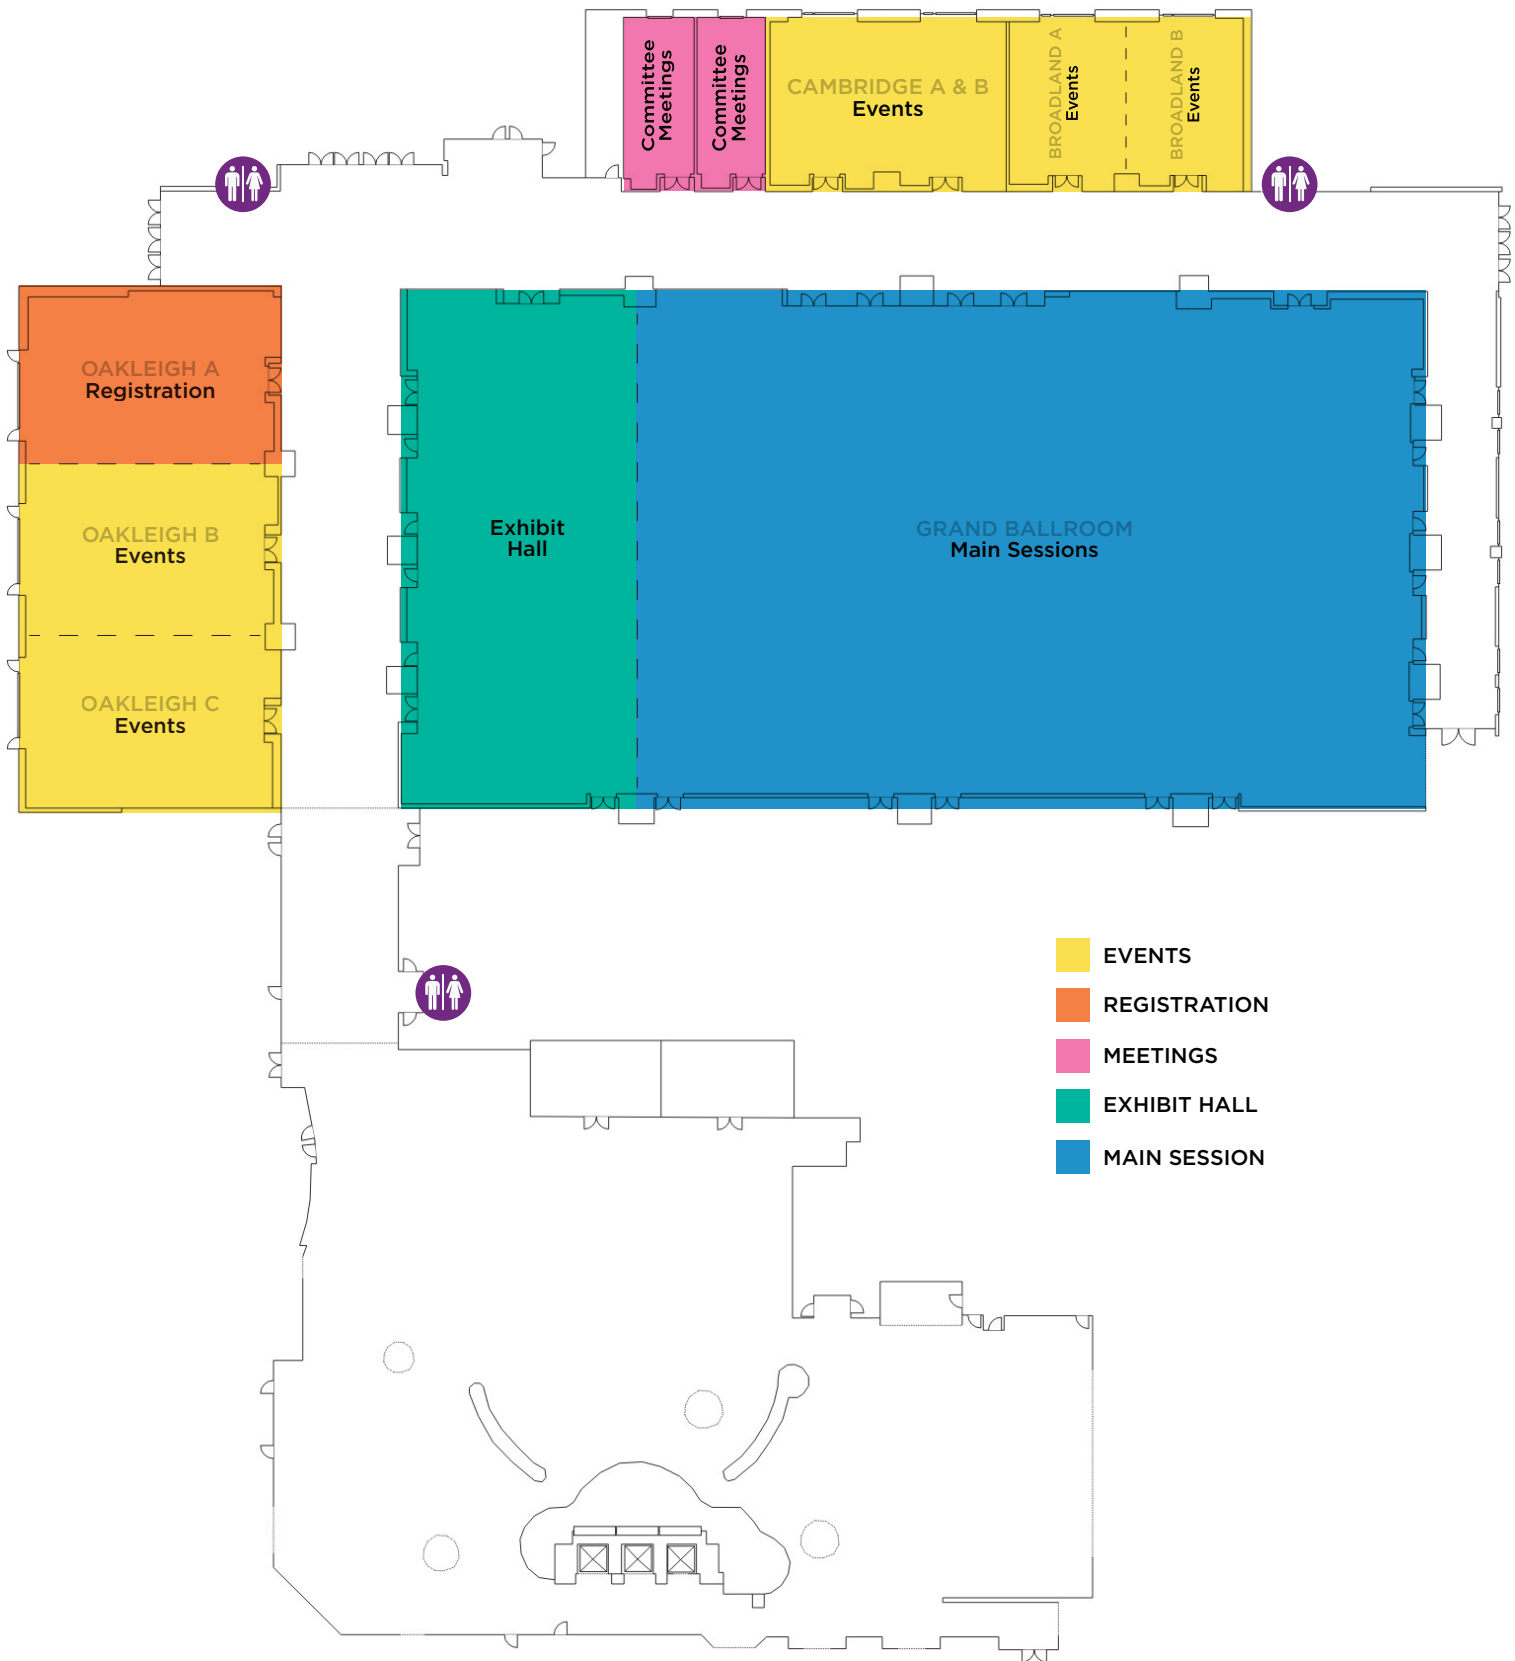 Committee
Meetings
Committee
Meetings
CAMBRIDGE A & B
Events
BROADLAND A
Events
BROADLAND B
Events
OAKLEIGH A
Registration
OAKLEIGH B
Events
OAKLEIGH C
Events
Exhibit
Hall
GRAND BALLROOM
Main Sessions
EVENTS
REGISTRATION
MEETINGS
EXHIBIT HALL
MAIN SESSION